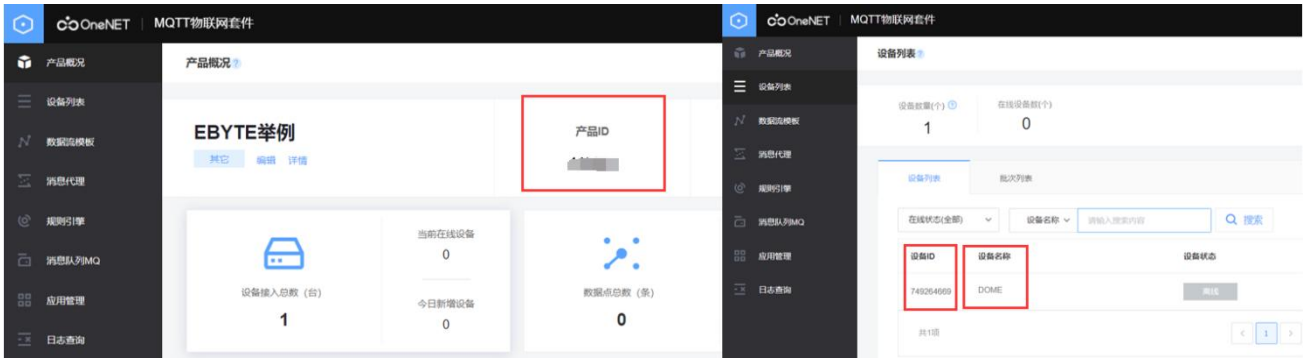 OneNET | MQTT物联网套件
产品概况
设备列表
数据流模板
消息代理
规则引擎
消息队列MQ
应用管理
日志查询
产品概况
EBYTE举例
其它 编辑 详情
产品ID
设备接入总数（台）
1
当前在线设备
0
今日新增设备
0
数据点总数（条）
0
OneNET | MQTT物联网套件
产品概况
设备列表
数据流模板
消息代理
规则引擎
消息队列MQ
应用管理
日志查询
设备列表
设备数量(个) 在线设备数(个)
1 0
设备列表 批次列表
在线状态(全部) 设备名称 请输入搜索内容 搜索
设备ID 设备名称 设备状态
749264669 DOME 离线
共1项
< 1 >